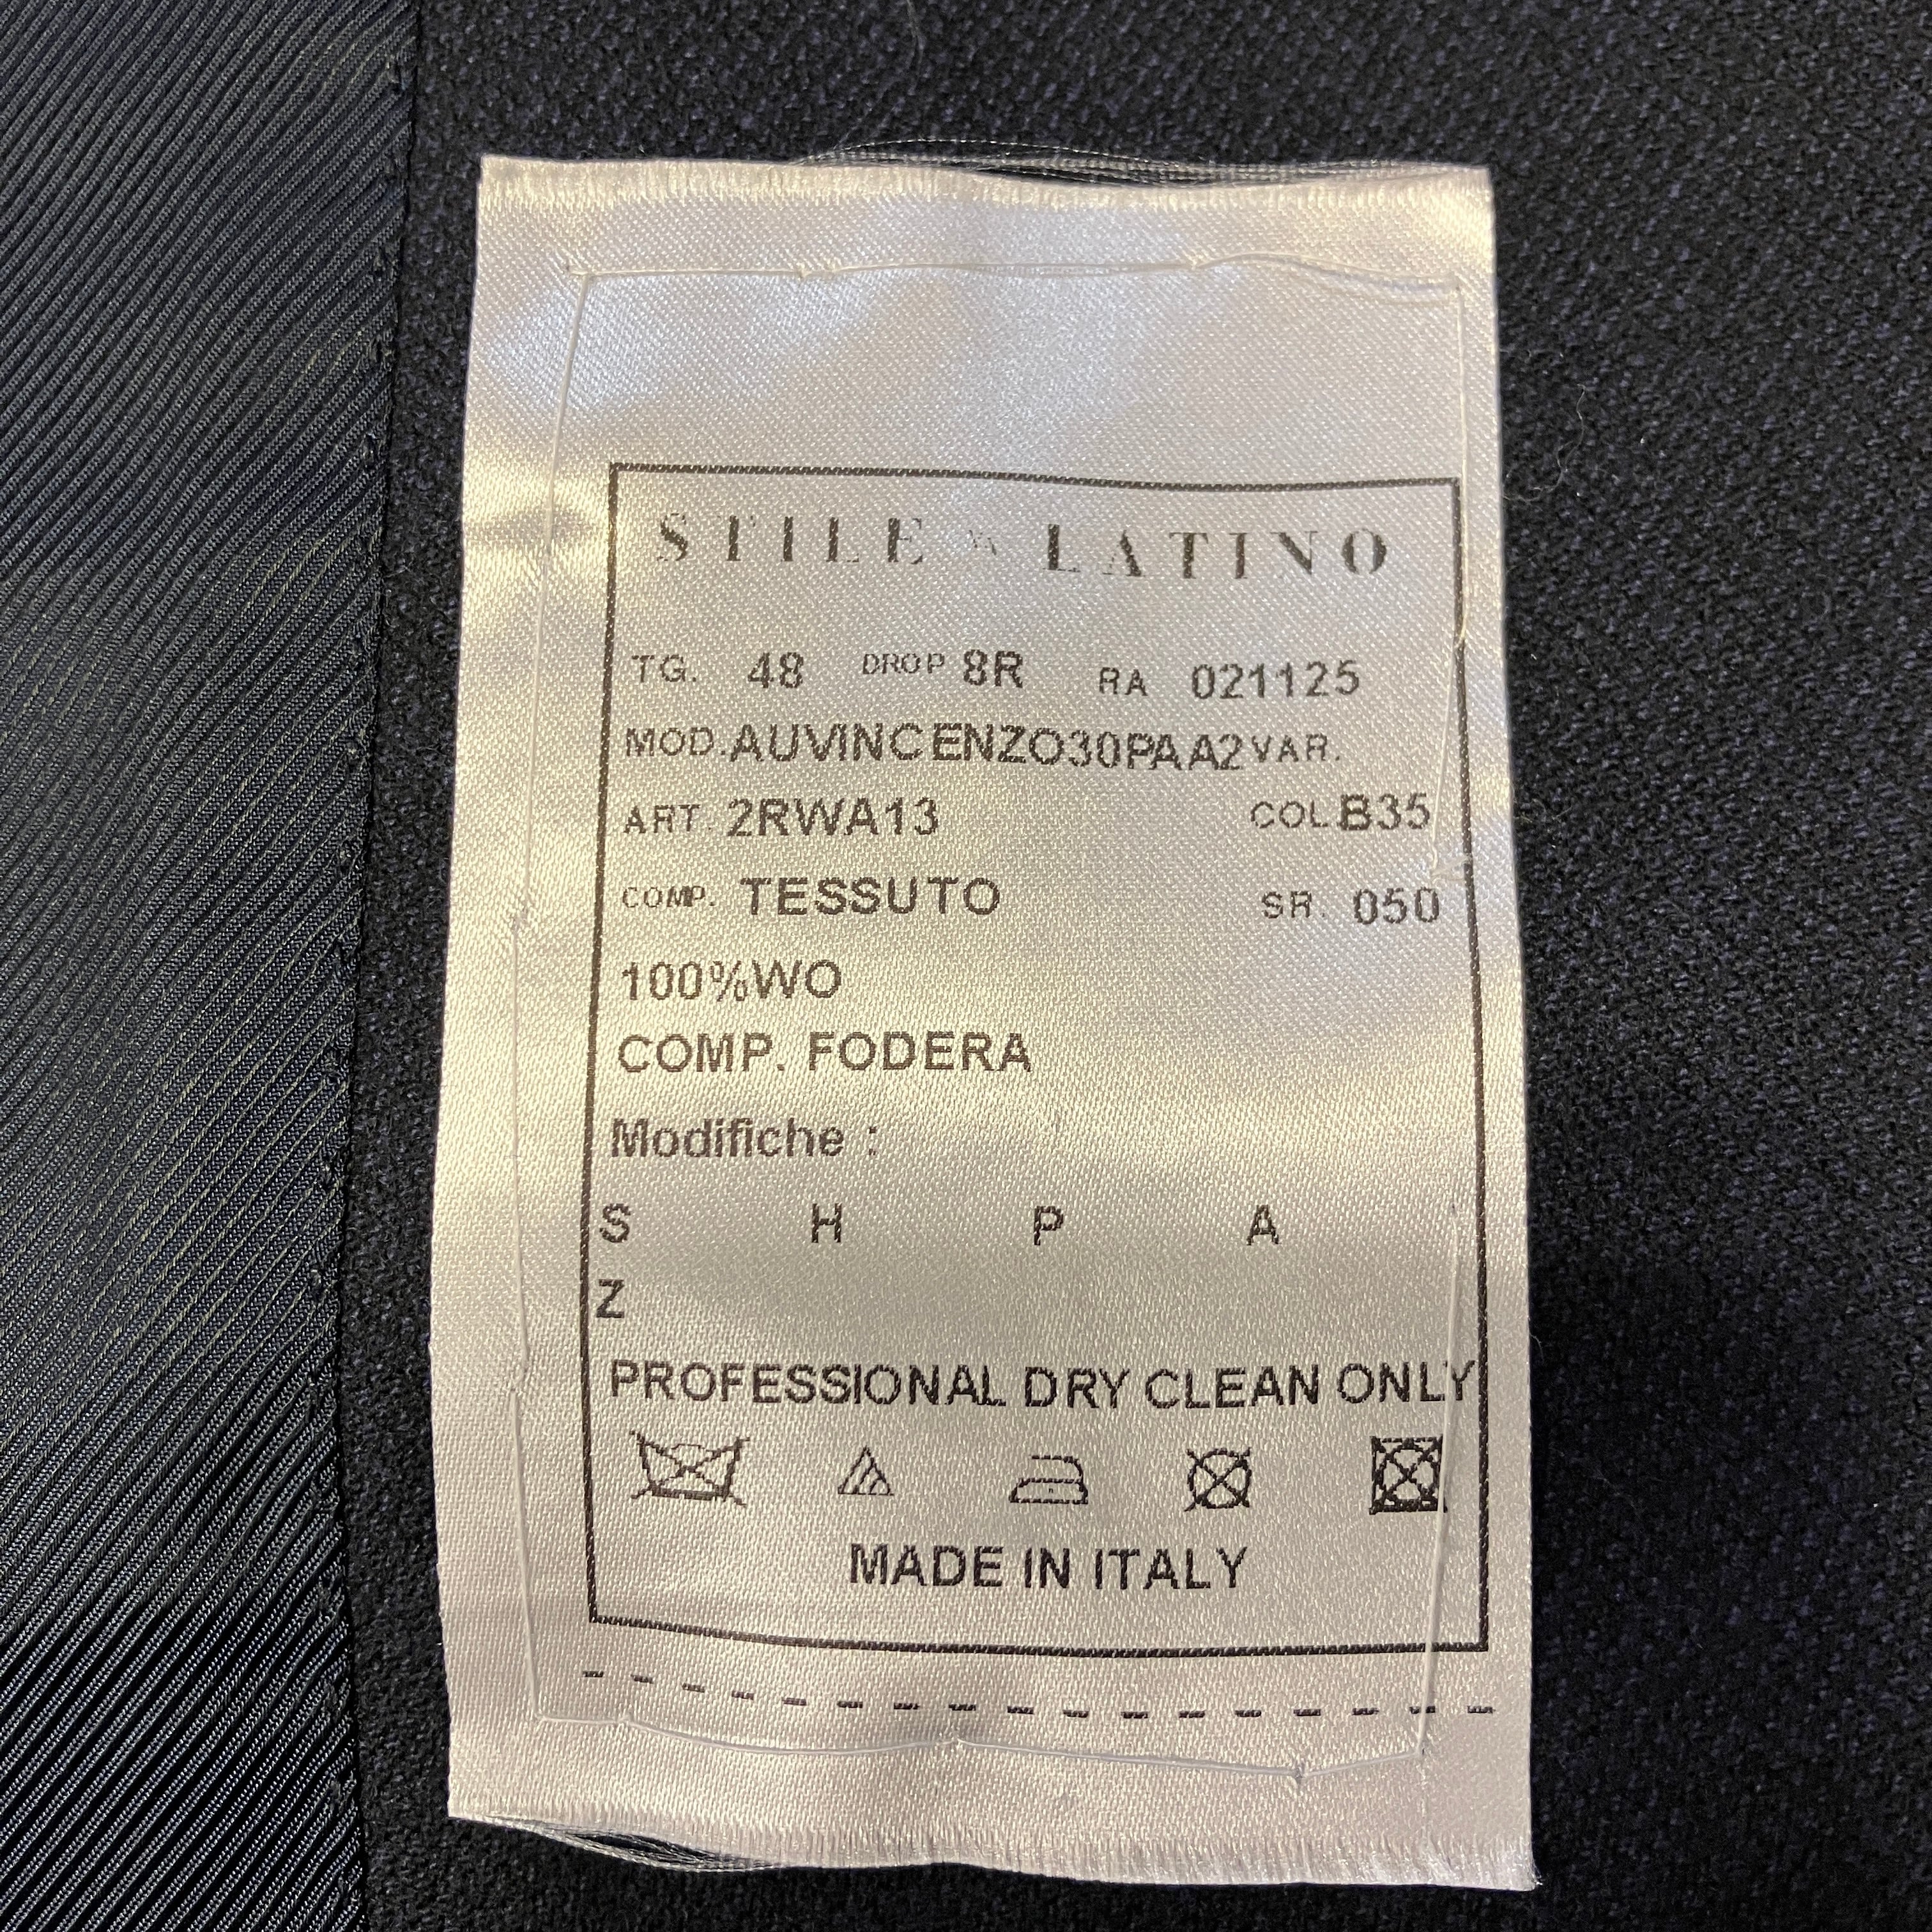 STILE LATINO
TG. 48 DROP 8R RA 021125
MOD.AUVINCENZO30PAA2 VAR.
ART. 2RWA13 COL.B35
COMP. TESSUTO SR. 050
100%WO
COMP. FODERA
Modifiche :
S H P A
Z
PROFESSIONAL DRY CLEAN ONLY
MADE IN ITALY